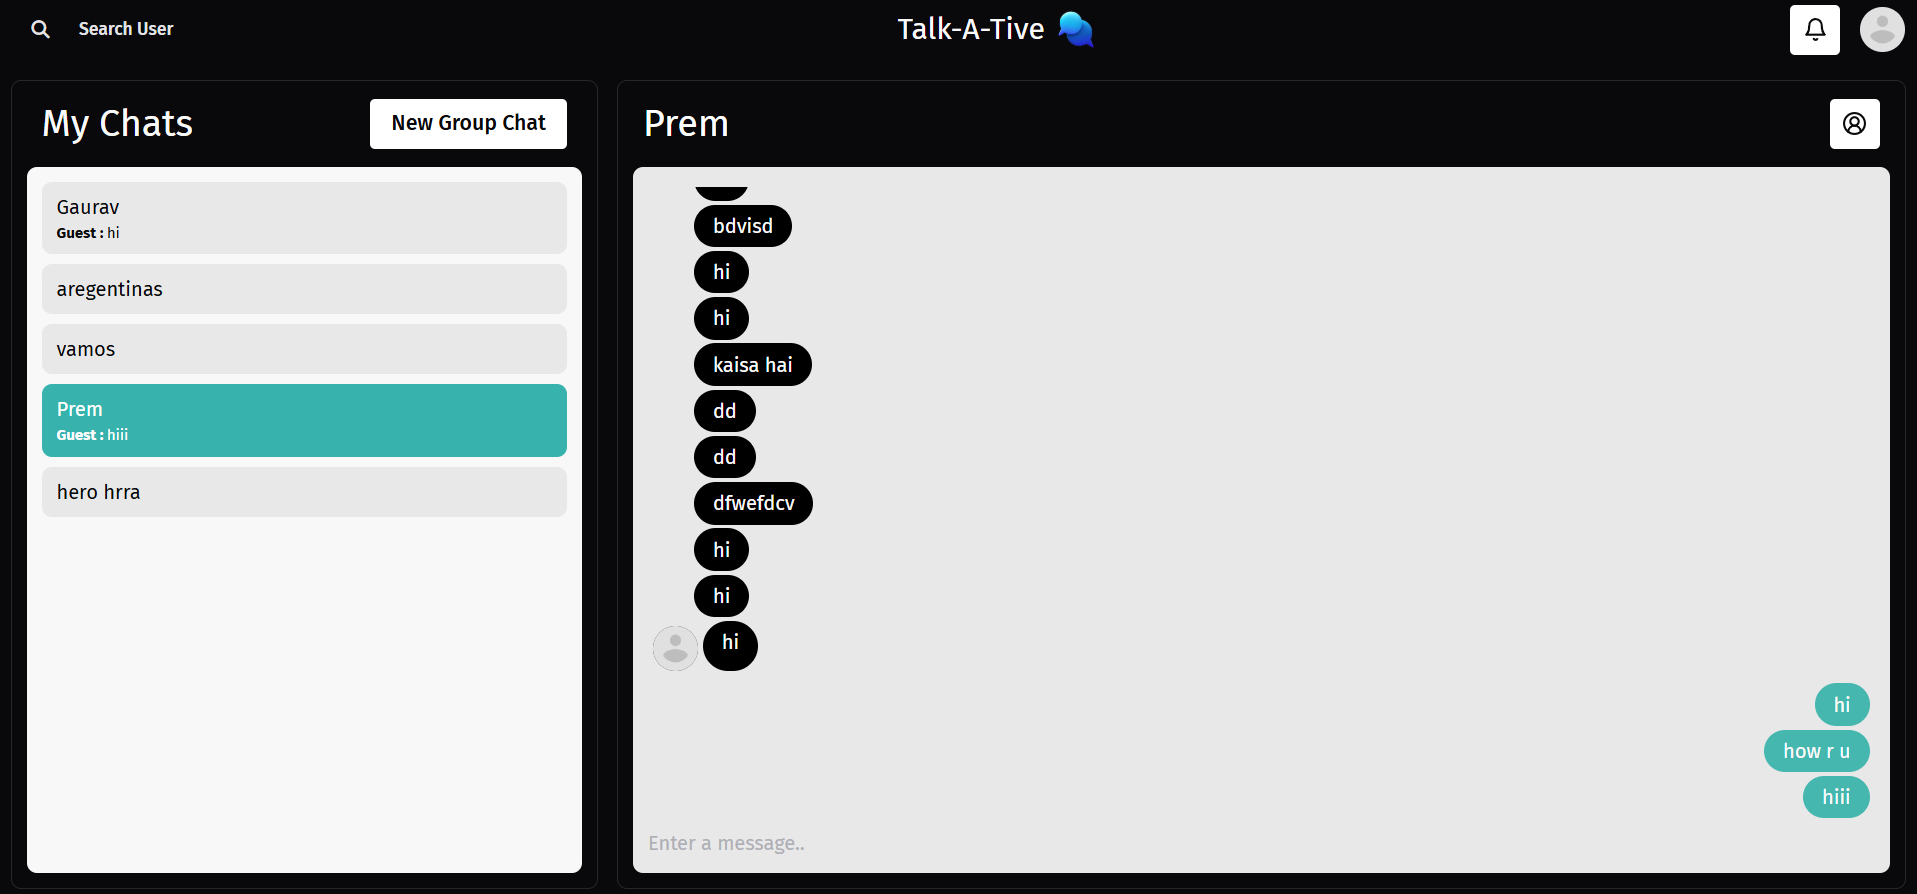 Search User
Talk-A-Tive
My Chats
New Group Chat
Gaurav
Guest : hi
aregentinas
vamos
Prem
Guest : hiii
hero hrra
Prem
bdvisd
hi
hi
kaisa hai
dd
dd
dfwefdcv
hi
hi
hi
hi
how r u
hiii
Enter a message..